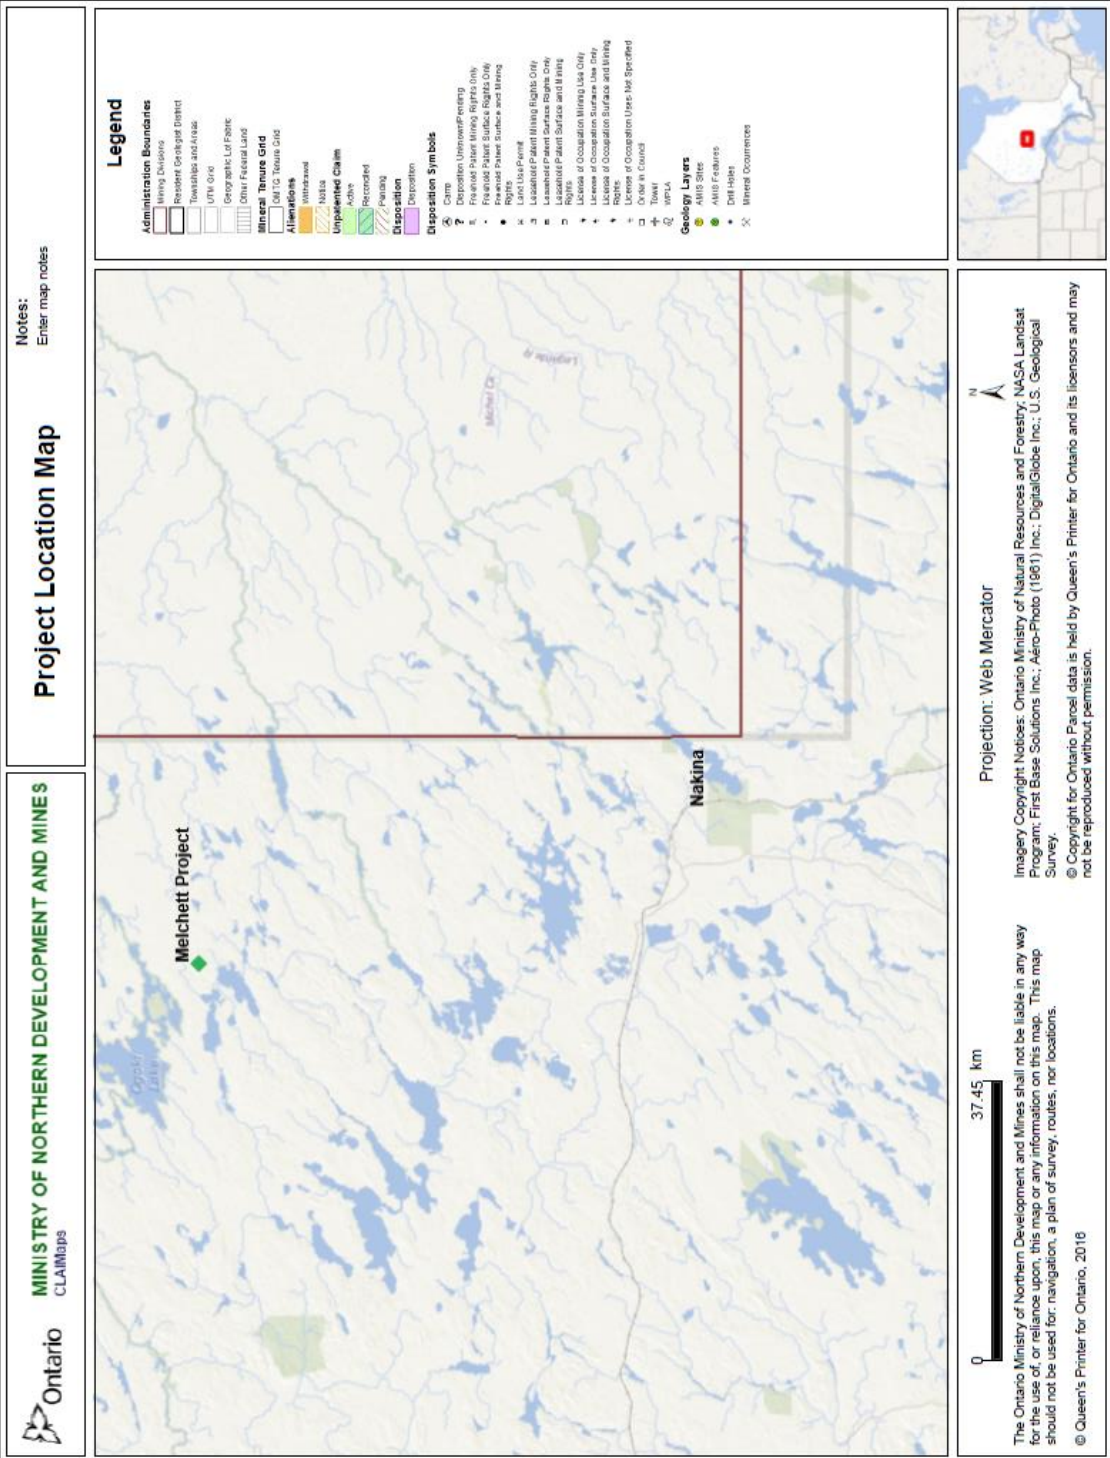 Ontario
MINISTRY OF NORTHERN DEVELOPMENT AND MINES
CLAIMaps
Project Location Map
Notes:
Enter map notes
Melchett Project
Nakina
Michel Cr
Legend
Administration Boundaries
Mining Divisions
Resident Geologist District
Townships and Areas
UTM Grid
Geographic Lot Fabric
Other Federal Land
Mineral Tenure Grid
Old TC Tenure Grid
Alienations
Withdrawal
Notice
Unpatented Claim
Active
Reconciled
Pending
Disposition
Disposition
Disposition Symbols
Camp
Disposition Unknown/Pending
Freehold Patent Mining Rights Only
Freehold Patent Surface Rights Only
Freehold Patent Surface and Mining
Rights
Land Use Permit
Leasehold Patent Mining Rights Only
Leasehold Patent Surface Rights Only
Leasehold Patent Surface and Mining
Rights
License of Occupation Mining Use Only
License of Occupation Surface Use Only
License of Occupation Surface and Mining
Rights
License of Occupation Uses Not Specified
Order in Council
Tower
WPLA
Geology Layers
AMIS Sites
AMIS Features
Drill Holes
Mineral Occurrences
0
37.45 km
Projection: Web Mercator
N
The Ontario Ministry of Northern Development and Mines shall not be liable in any way
for the use of, or reliance upon, this map or any information on this map. This map
should not be used for: navigation, a plan of survey, routes, nor locations.
© Queen's Printer for Ontario, 2016
Imagery Copyright Notices: Ontario Ministry of Natural Resources and Forestry; NASA Landsat
Program; First Base Solutions Inc.; Aéro-Photo (1961) Inc.; DigitalGlobe Inc.; U.S. Geological
Survey.
© Copyright for Ontario Parcel data is held by Queen's Printer for Ontario and its licensors and may
not be reproduced without permission.